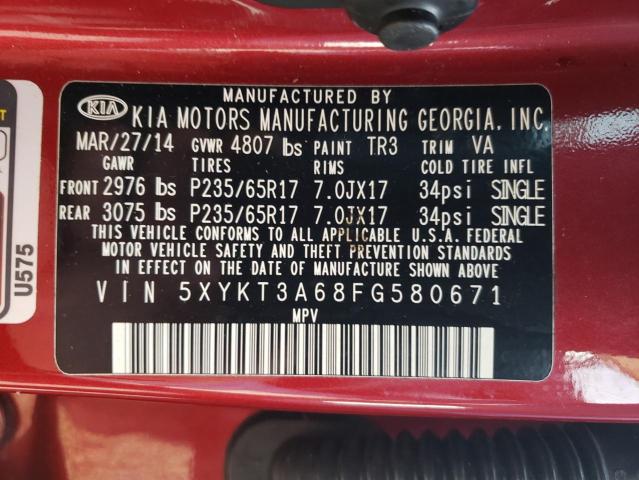 MANUFACTURED BY
KIA KIA MOTORS MANUFACTURING GEORGIA, INC.
MAR/27/14 GVWR 4807 lbs PAINT TR3 TRIM VA
GAWR TIRES RIMS COLD TIRE INFL
FRONT 2976 lbs P235/65R17 7.0JX17 34psi SINGLE
REAR 3075 lbs P235/65R17 7.0JX17 34psi SINGLE
THIS VEHICLE CONFORMS TO ALL APPLICABLE U.S.A. FEDERAL
MOTOR VEHICLE SAFETY AND THEFT PREVENTION STANDARDS
IN EFFECT ON THE DATE OF MANUFACTURE SHOWN ABOVE.
VIN 5XYKT3A68FG580671
MPV
U575